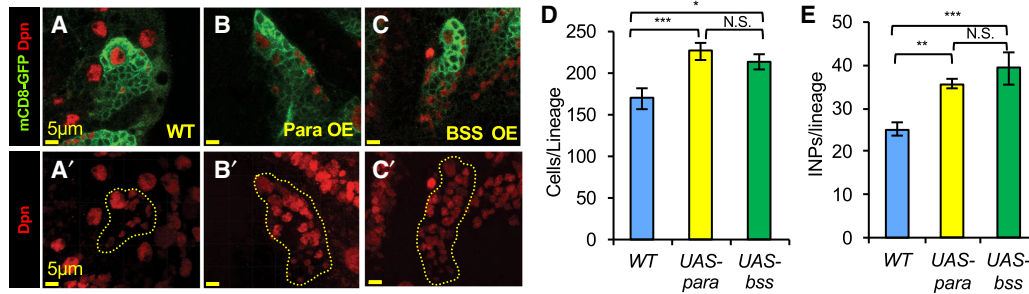 A
B
C
mCD8-GFP Dpn
5µm
WT
Para OE
BSS OE
A′
B′
C′
Dpn
5µm
D
*
***
N.S.
Cells/Lineage
250
200
150
100
50
0
WT
UAS-para
UAS-bss
E
***
**
N.S.
INPs/lineage
50
40
30
20
10
0
WT
UAS-para
UAS-bss